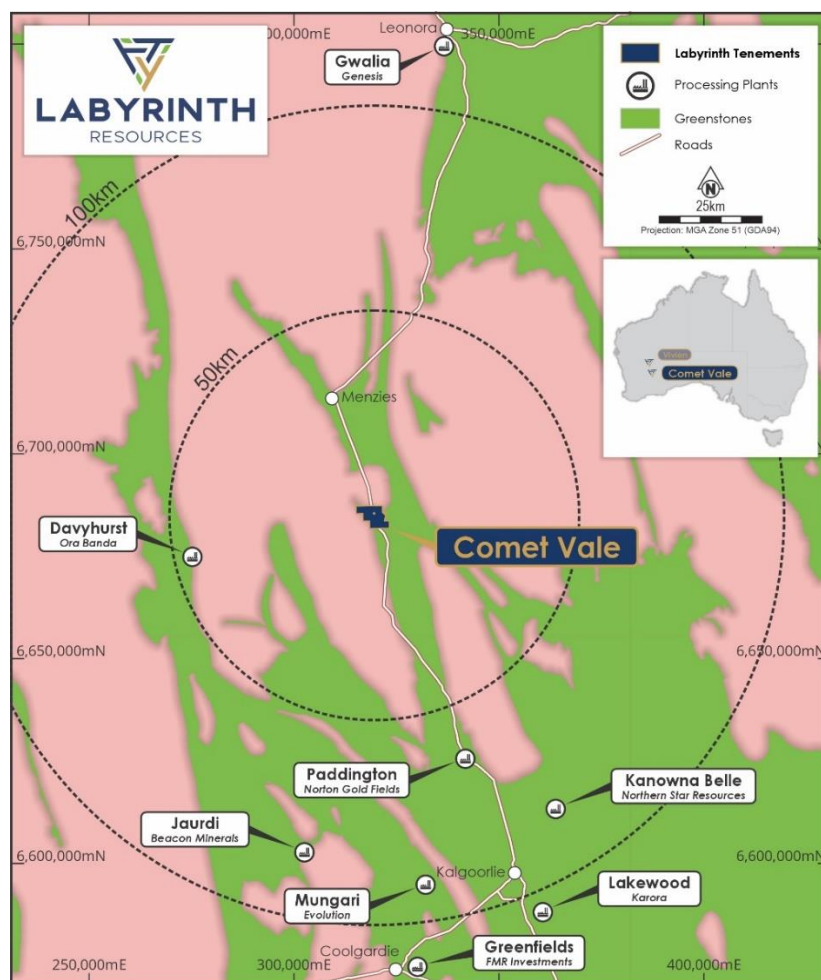 LABYRINTH
RESOURCES
Leonora
Gwalia
Genesis
350,000mE
Labyrinth Tenements
Processing Plants
Greenstones
Roads
N
25km
Projection: MGA Zone 51 (GDA94)
100km
6,750,000mN
Vivien
Comet Vale
50km
Menzies
6,700,000mN
Davyhurst
Ora Banda
Comet Vale
6,650,000mN
Paddington
Norton Gold Fields
Kanowna Belle
Northern Star Resources
Jaurdi
Beacon Minerals
6,600,000mN
6,600,000mN
Kalgoorlie
Mungari
Evolution
Lakewood
Karora
Greenfields
FMR Investments
Coolgardie
250,000mE
300,000mE
400,000mE